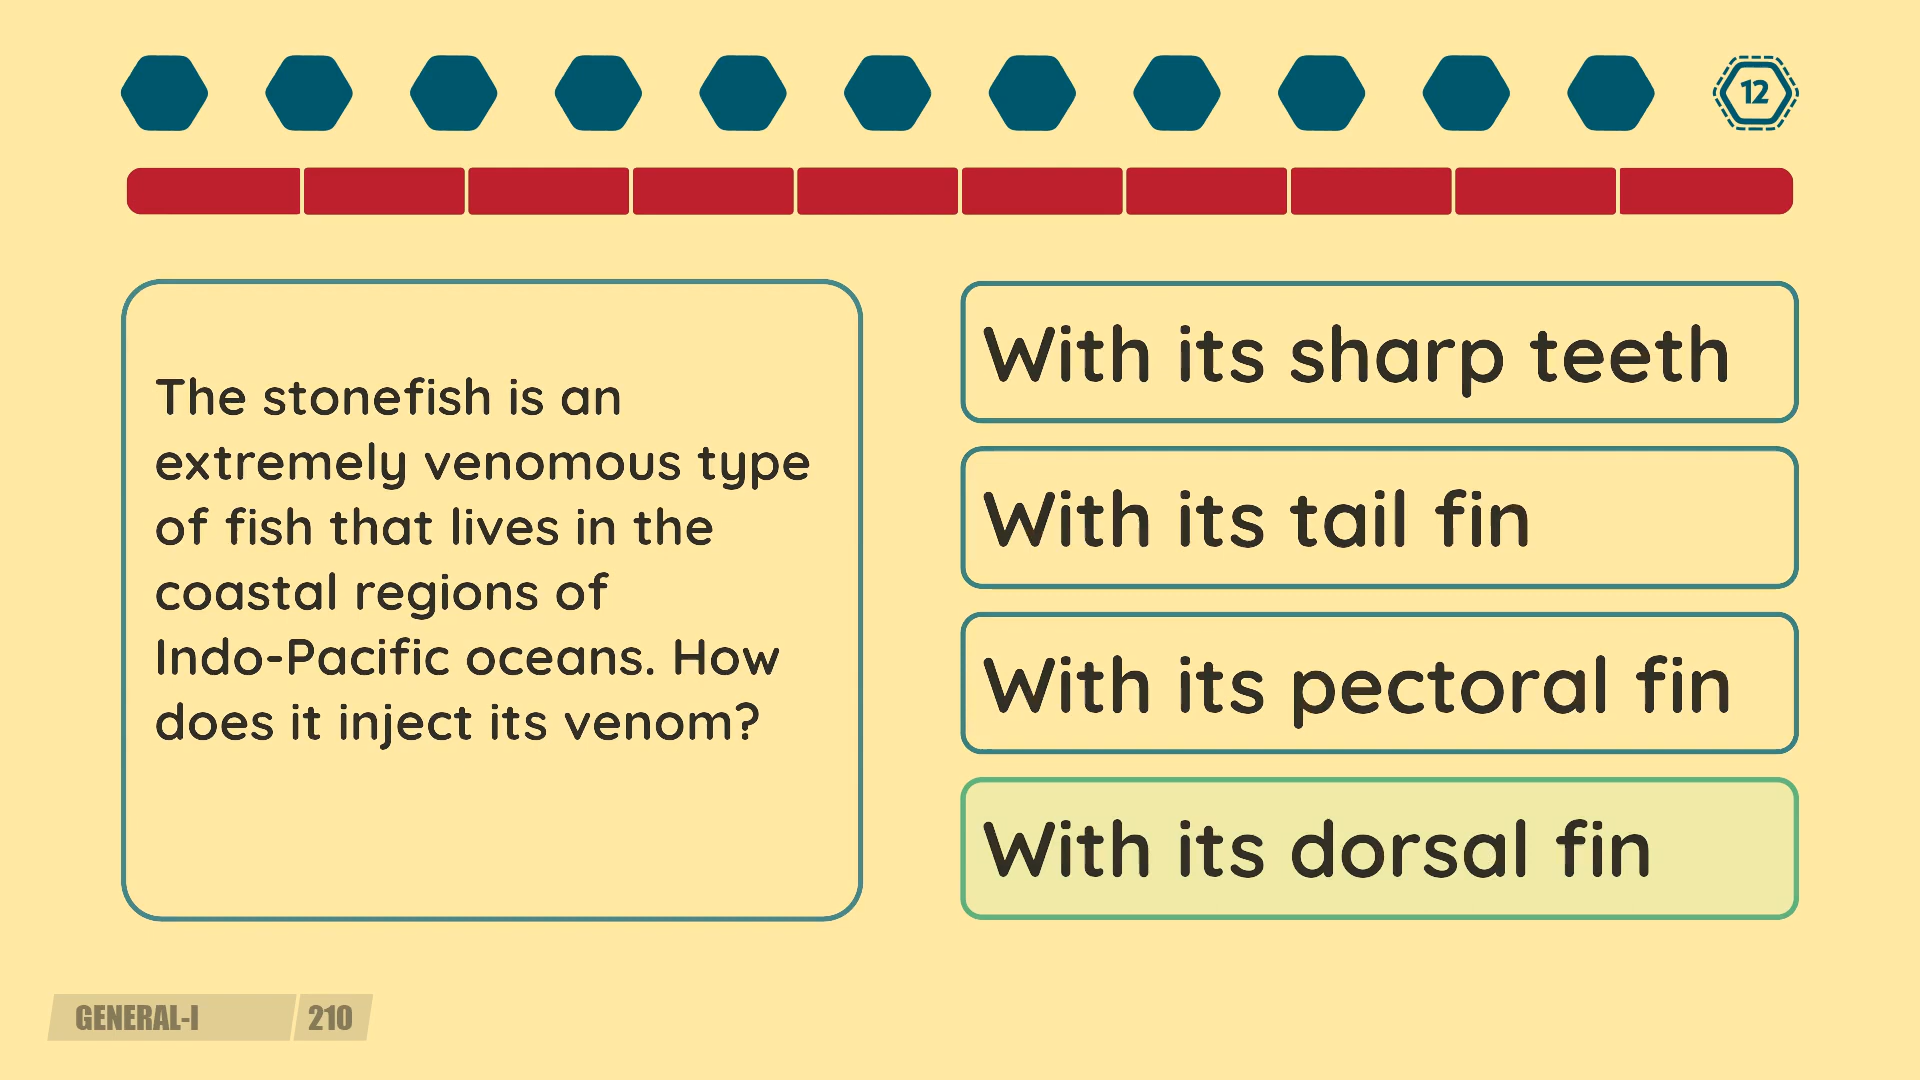 12
The stonefish is an
extremely venomous type
of fish that lives in the
coastal regions of
Indo-Pacific oceans. How
does it inject its venom?
With its sharp teeth
With its tail fin
With its pectoral fin
With its dorsal fin
GENERAL-I 210